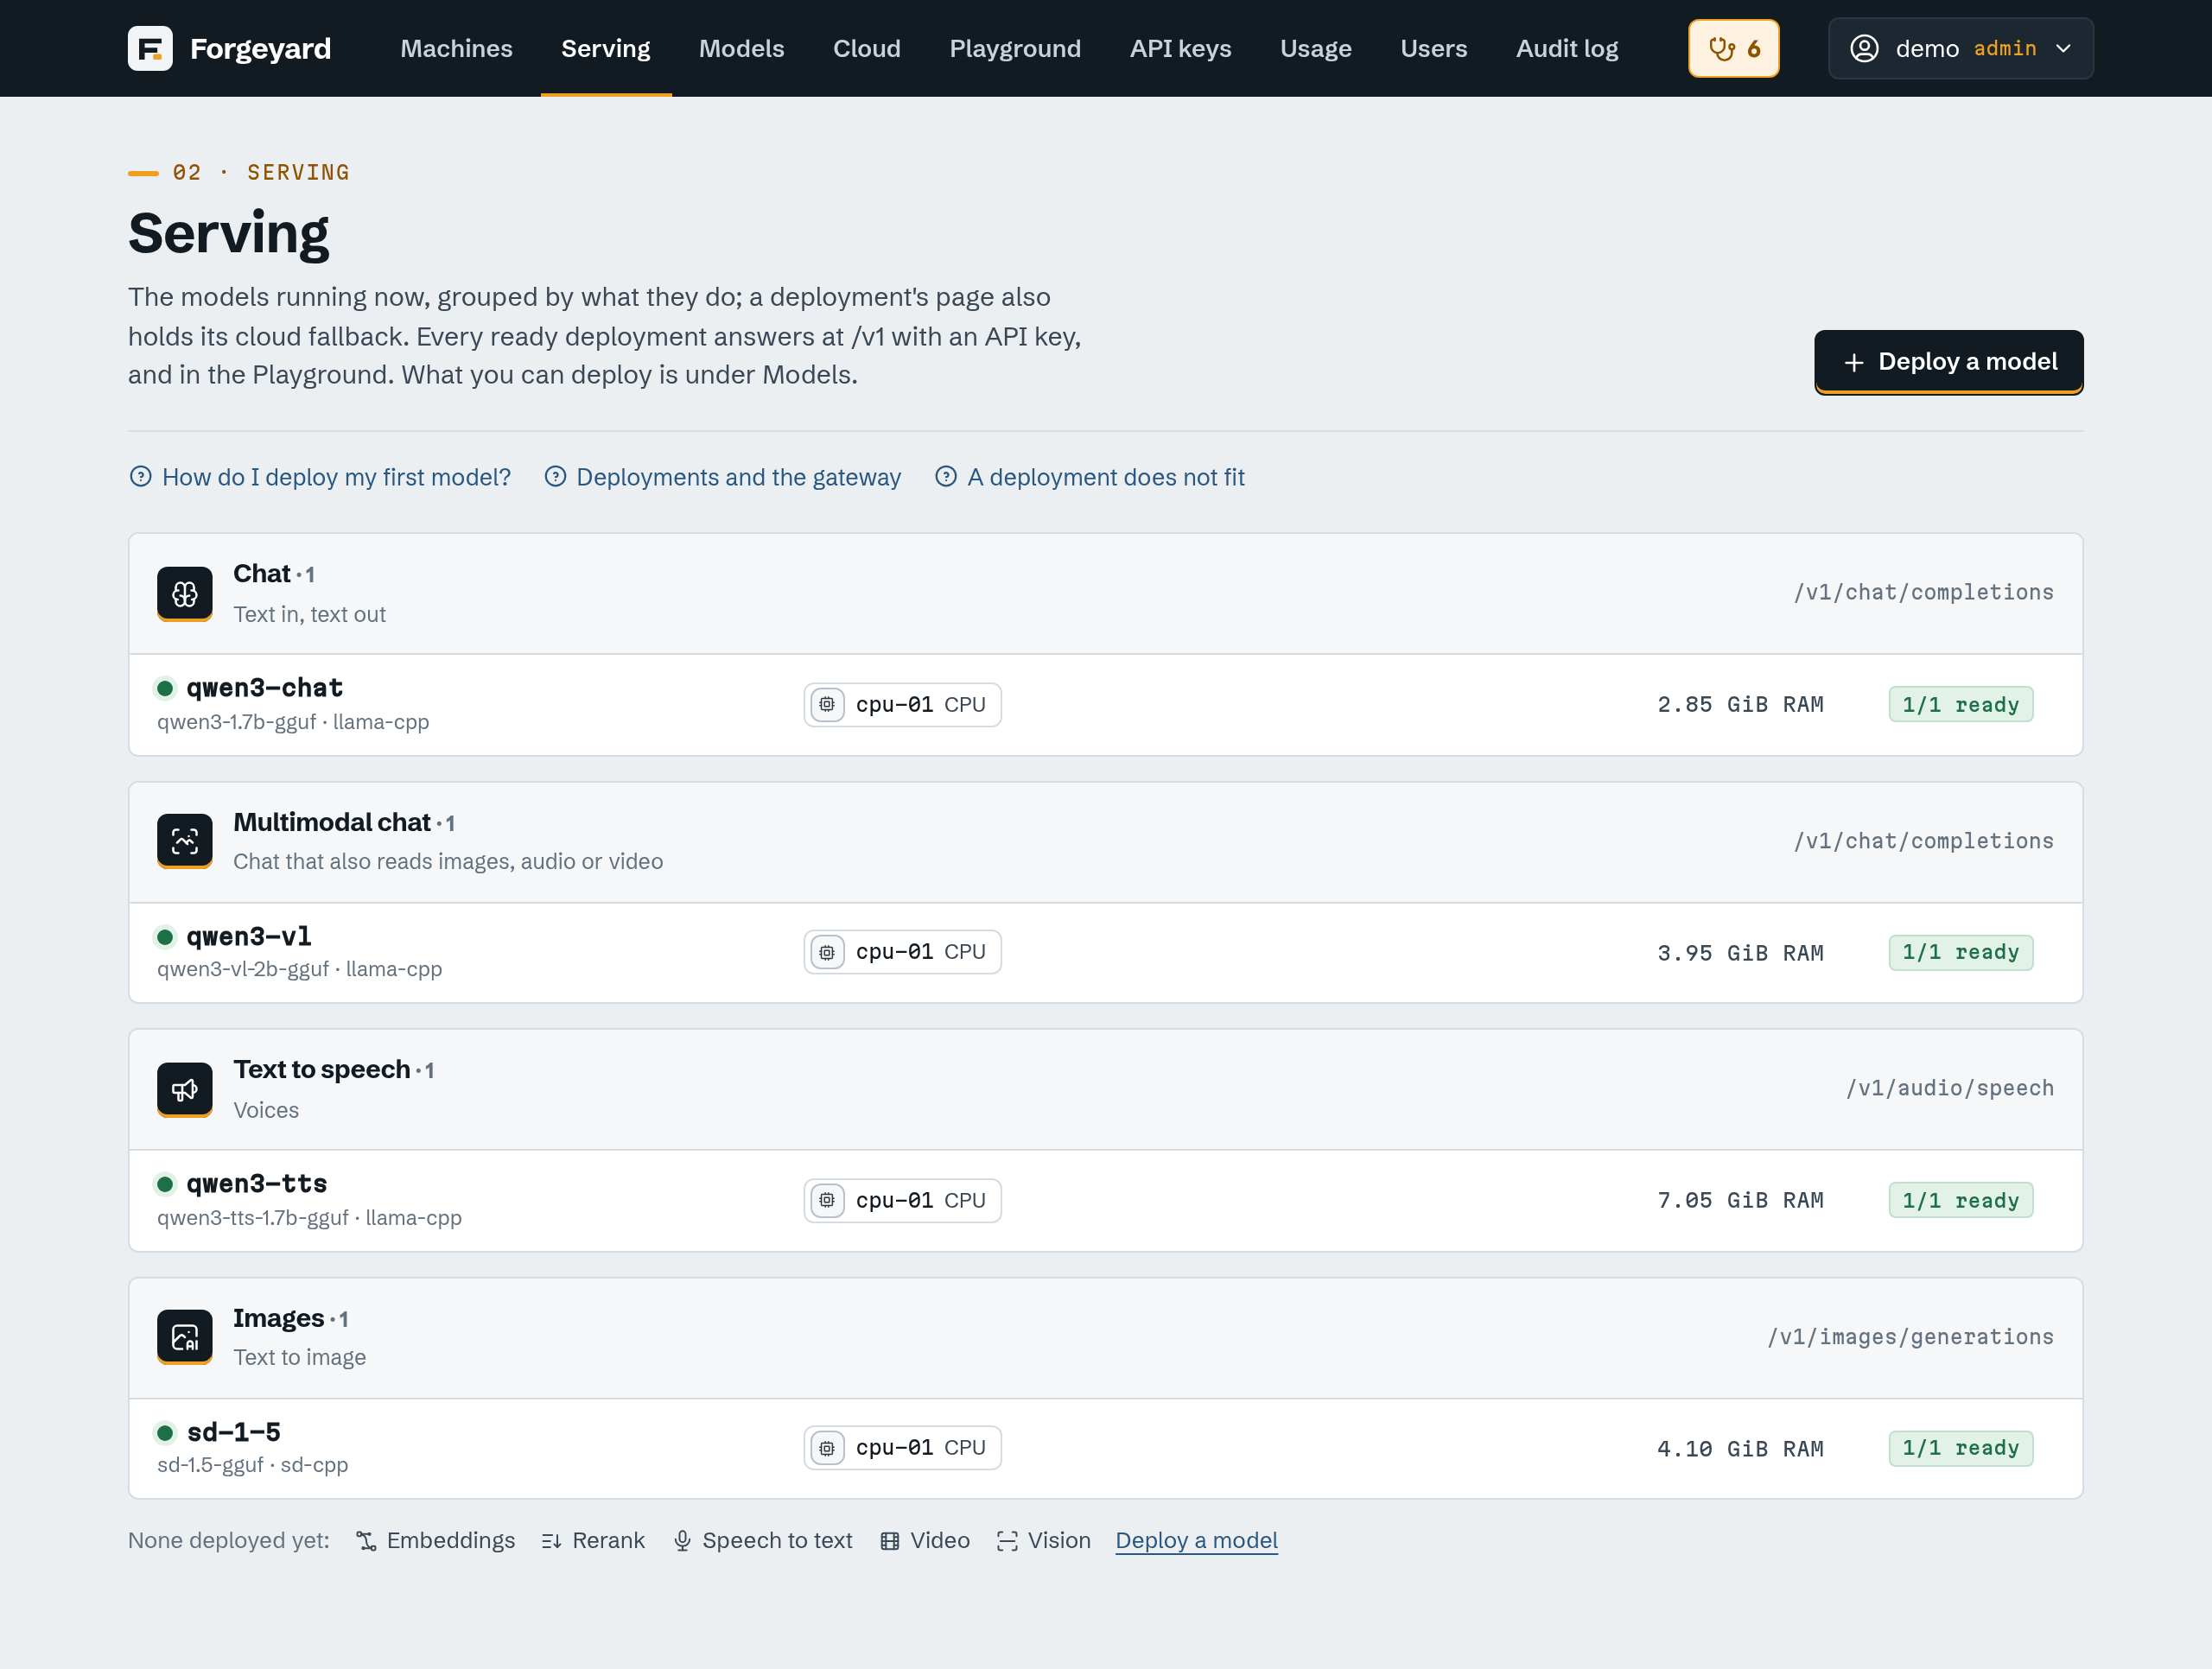 Forgeyard
Machines
Serving
Models
Cloud
Playground
API keys
Usage
Users
Audit log
6
demo admin
02 · SERVING
Serving
The models running now, grouped by what they do; a deployment's page also
holds its cloud fallback. Every ready deployment answers at /v1 with an API key,
and in the Playground. What you can deploy is under Models.
+ Deploy a model
How do I deploy my first model?
Deployments and the gateway
A deployment does not fit
Chat · 1
Text in, text out
/v1/chat/completions
qwen3-chat
qwen3-1.7b-gguf · llama-cpp
cpu-01 CPU
2.85 GiB RAM
1/1 ready
Multimodal chat · 1
Chat that also reads images, audio or video
/v1/chat/completions
qwen3-vl
qwen3-vl-2b-gguf · llama-cpp
cpu-01 CPU
3.95 GiB RAM
1/1 ready
Text to speech · 1
Voices
/v1/audio/speech
qwen3-tts
qwen3-tts-1.7b-gguf · llama-cpp
cpu-01 CPU
7.05 GiB RAM
1/1 ready
Images · 1
Text to image
/v1/images/generations
sd-1-5
sd-1.5-gguf · sd-cpp
cpu-01 CPU
4.10 GiB RAM
1/1 ready
None deployed yet: Embeddings Rerank Speech to text Video Vision Deploy a model